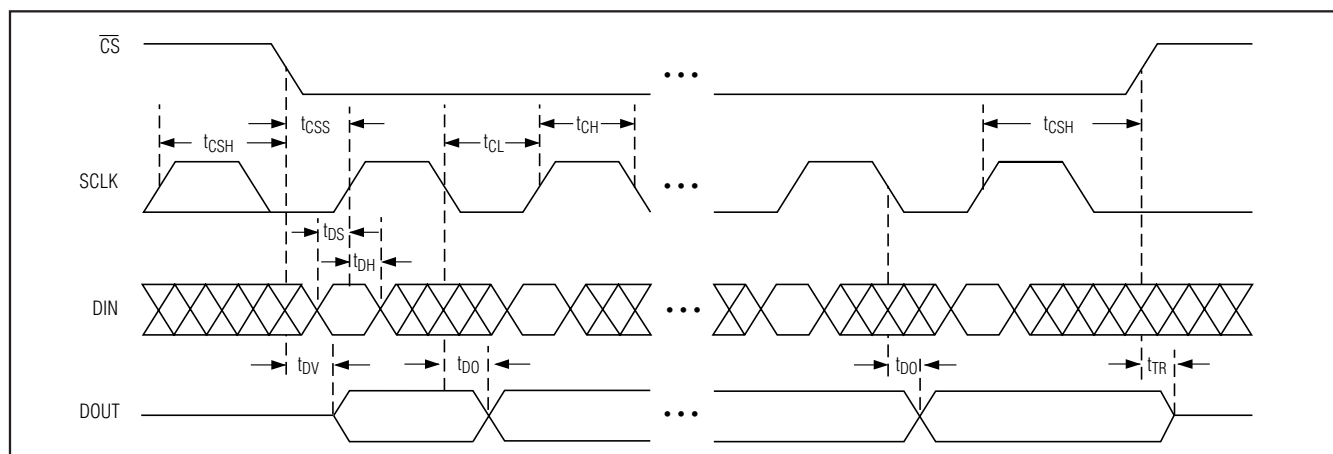 CS
tCSS
tCSH
tCL
tCH
tCSH
SCLK
tDS
tDH
DIN
tDV
tDO
tDO
tTR
DOUT